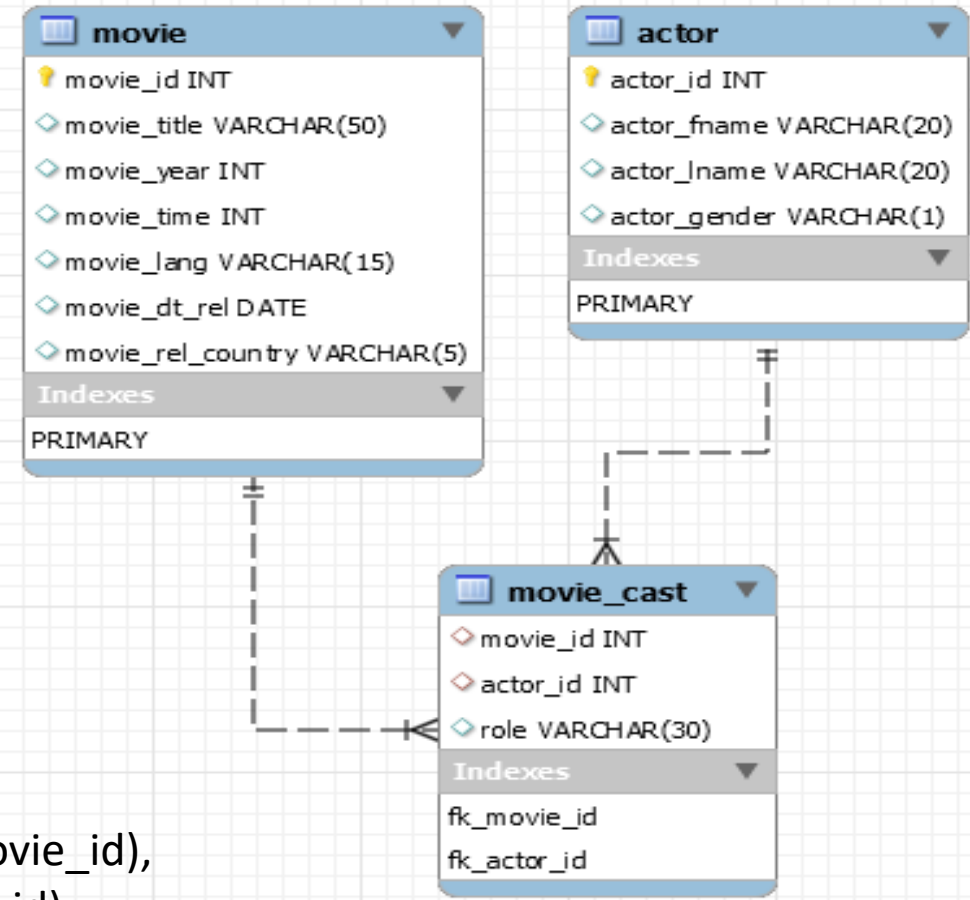 movie
movie_id INT
movie_title VARCHAR(50)
movie_year INT
movie_time INT
movie_lang VARCHAR(15)
movie_dt_rel DATE
movie_rel_country VARCHAR(5)
Indexes
PRIMARY
actor
actor_id INT
actor_fname VARCHAR(20)
actor_lname VARCHAR(20)
actor_gender VARCHAR(1)
Indexes
PRIMARY
movie_cast
movie_id INT
actor_id INT
role VARCHAR(30)
Indexes
fk_movie_id
fk_actor_id
ovie_id),